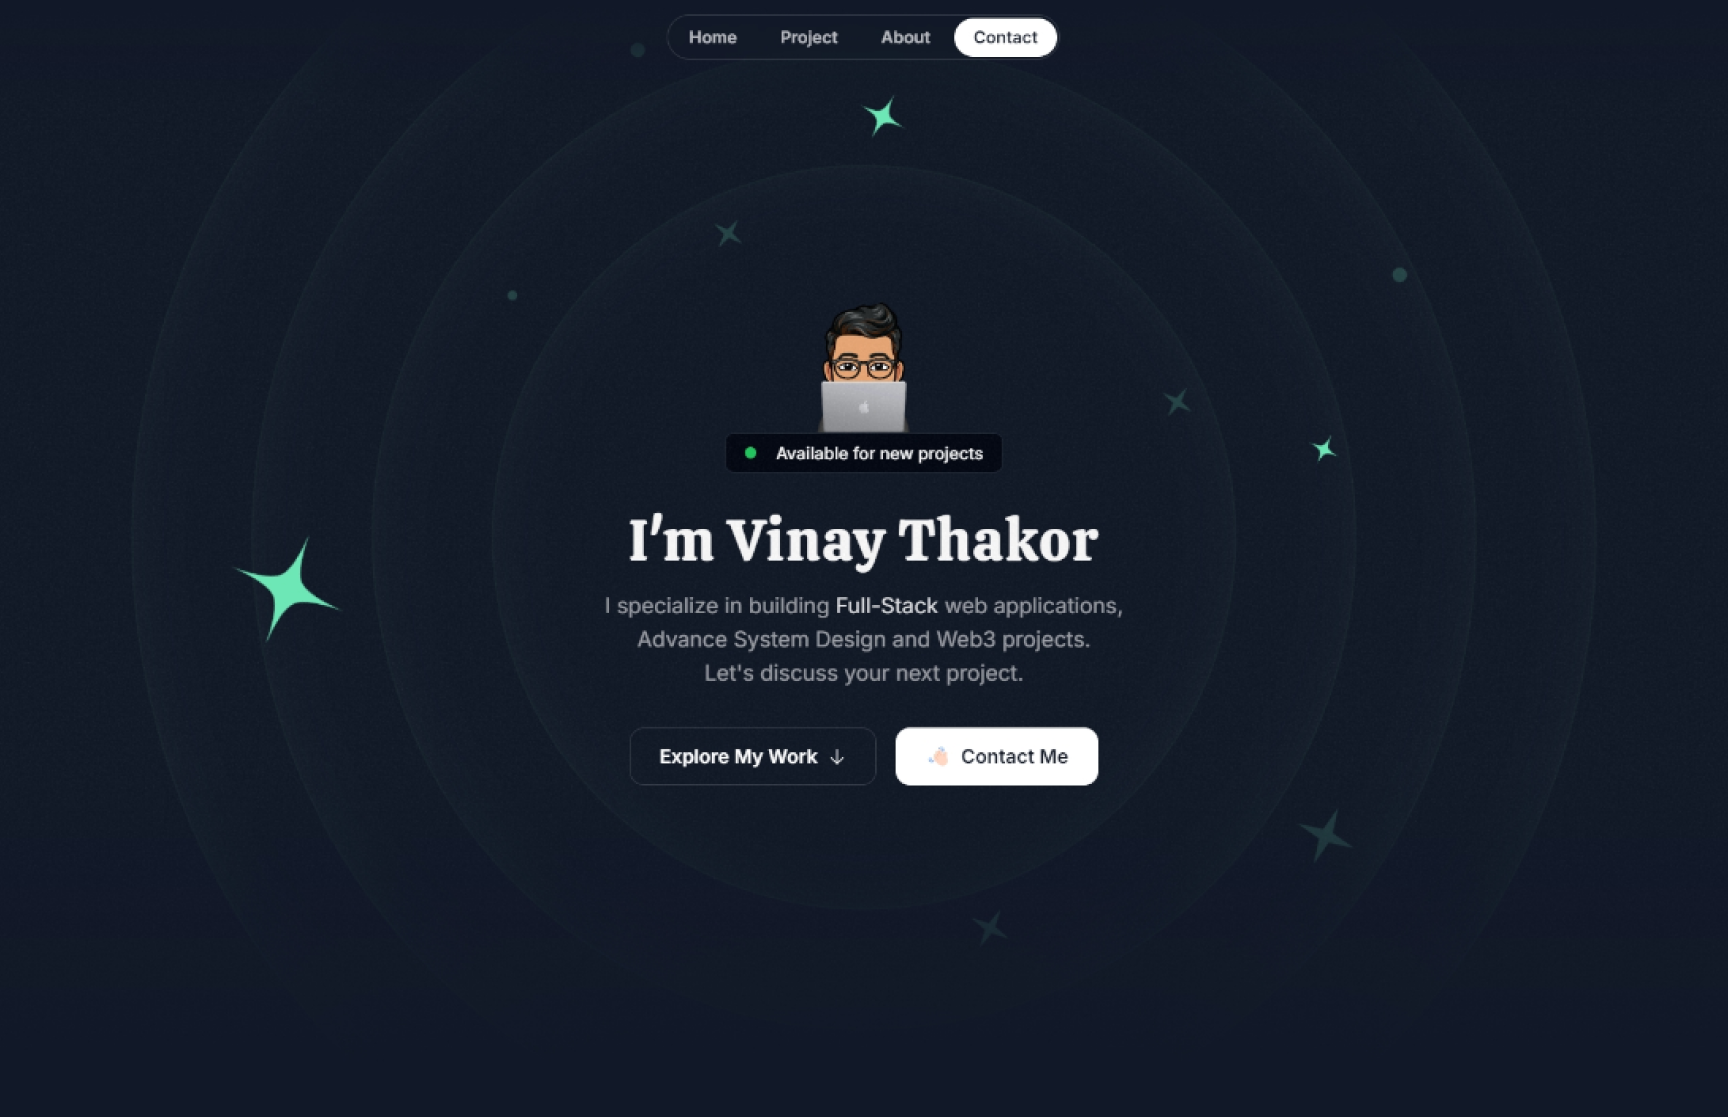 Home Project About Contact
Available for new projects
I'm Vinay Thakor
I specialize in building Full-Stack web applications,
Advance System Design and Web3 projects.
Let's discuss your next project.
Explore My Work ↓ Contact Me